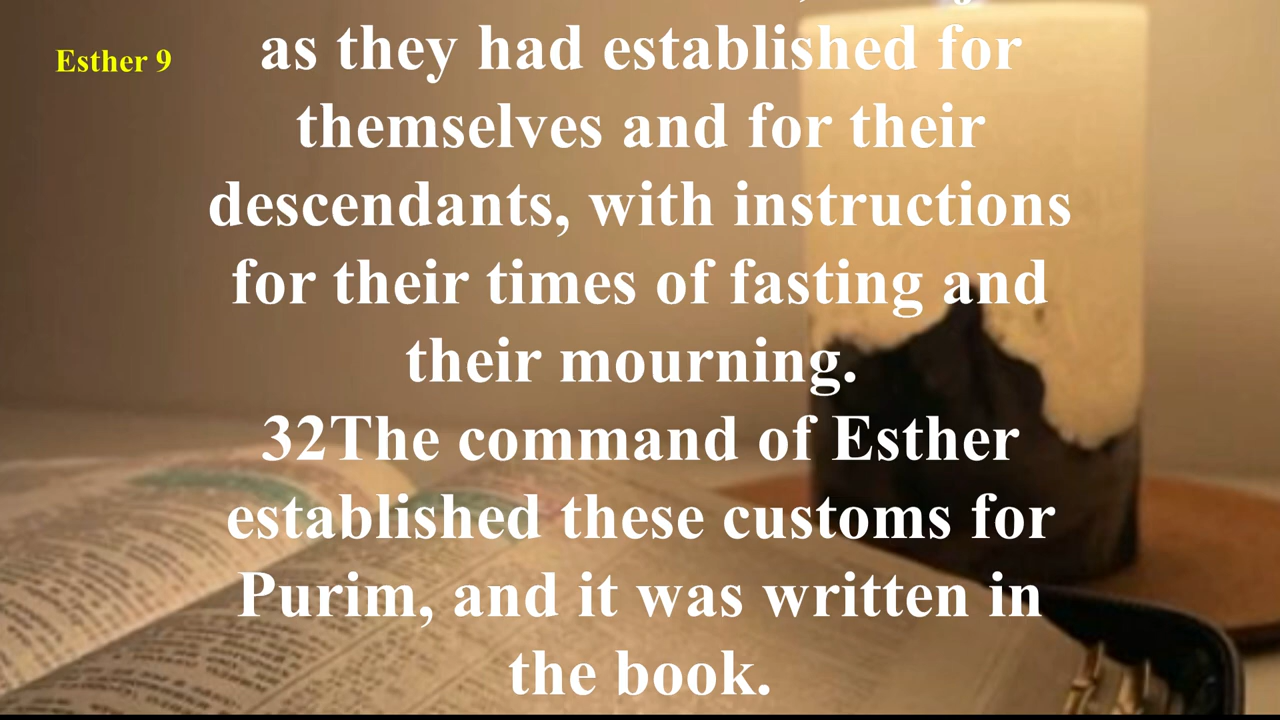 Esther 9
as they had established for
themselves and for their
descendants, with instructions
for their times of fasting and
their mourning.
32The command of Esther
established these customs for
Purim, and it was written in
the book.